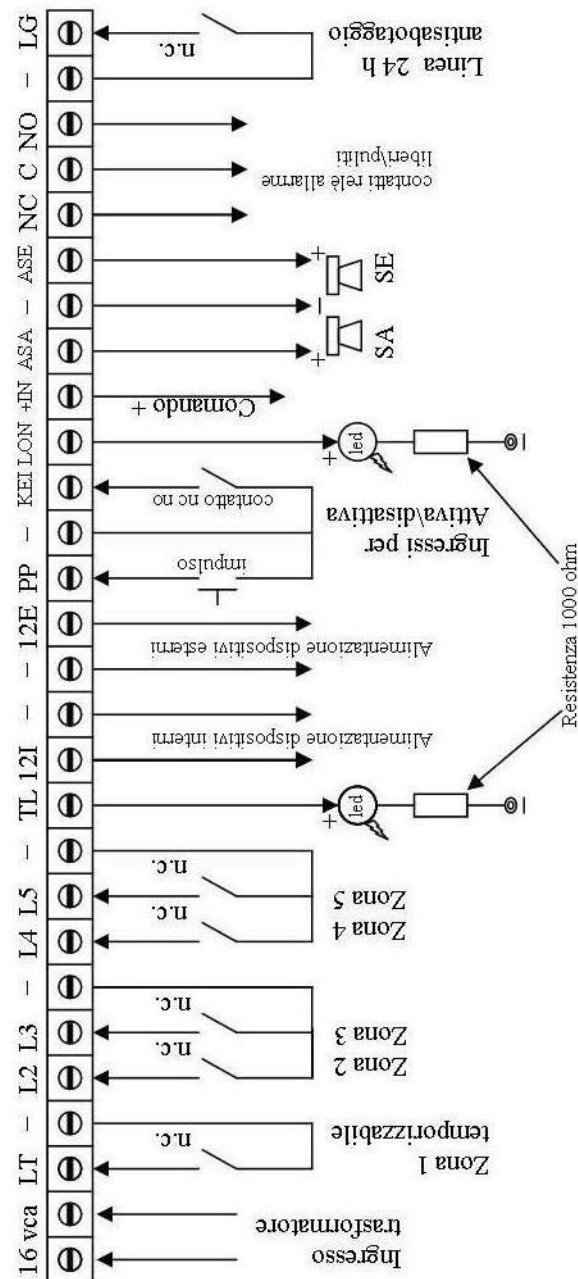 LG
–
NO
C
NC
ASE
–
ASA
+IN
LON
KEI
–
PP
12E
–
–
12I
TL
–
L5
L4
–
L3
L2
–
LT
16 vca
n.c.
Linea 24 h
antisabotaggio
contatti relè allarme
liberi/puliti
+
SE
–
SA
+
Comando +
+
led
–
contatto nc no
Ingressi per
Attiva\disattiva
impulso
Alimentazione dispositivi esterni
Alimentazione dispositivi interni
Resistenza 1000 ohm
+
led
–
n.c.
Zona 5
n.c.
Zona 4
n.c.
Zona 3
n.c.
Zona 2
n.c.
Zona 1
temporizzabile
Ingresso
trasformatore